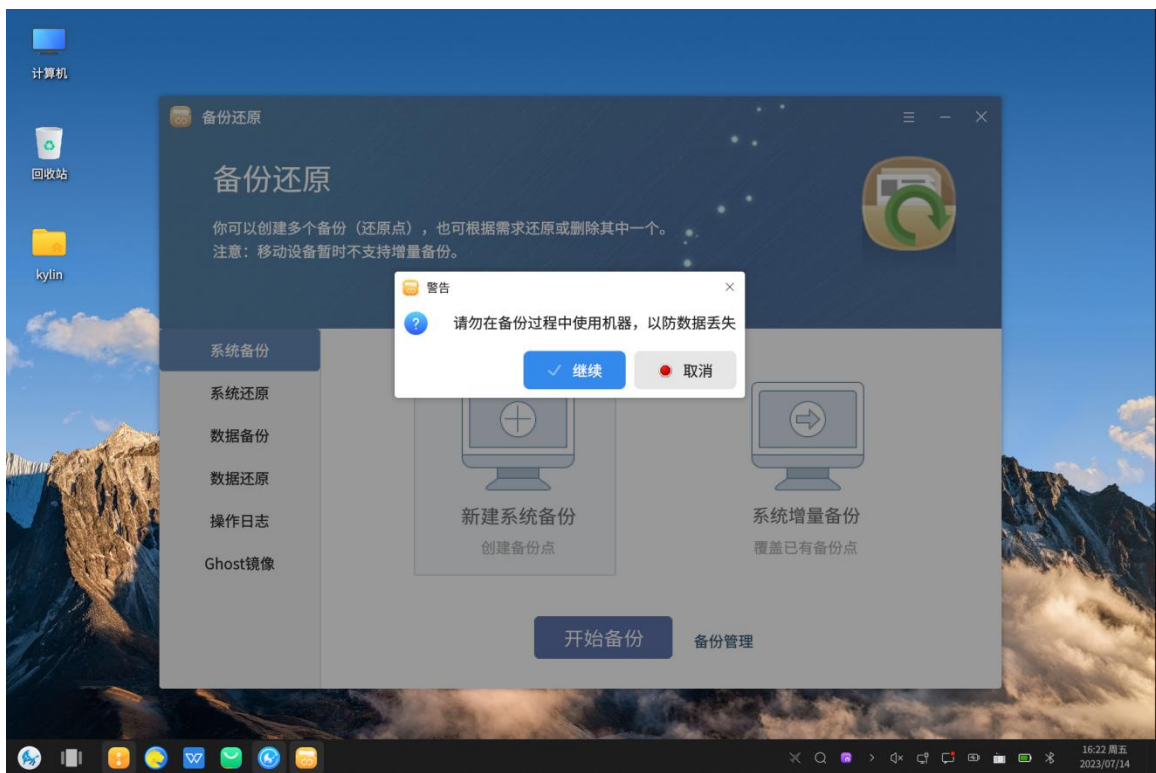 计算机
回收站
kylin
备份还原
备份还原
你可以创建多个备份（还原点），也可根据需求还原或删除其中一个。
注意：移动设备暂时不支持增量备份。
警告
请勿在备份过程中使用机器，以防数据丢失
继续
取消
系统备份
系统还原
数据备份
数据还原
操作日志
Ghost镜像
新建系统备份
创建备份点
系统增量备份
覆盖已有备份点
开始备份
备份管理
16:22 周五
2023/07/14